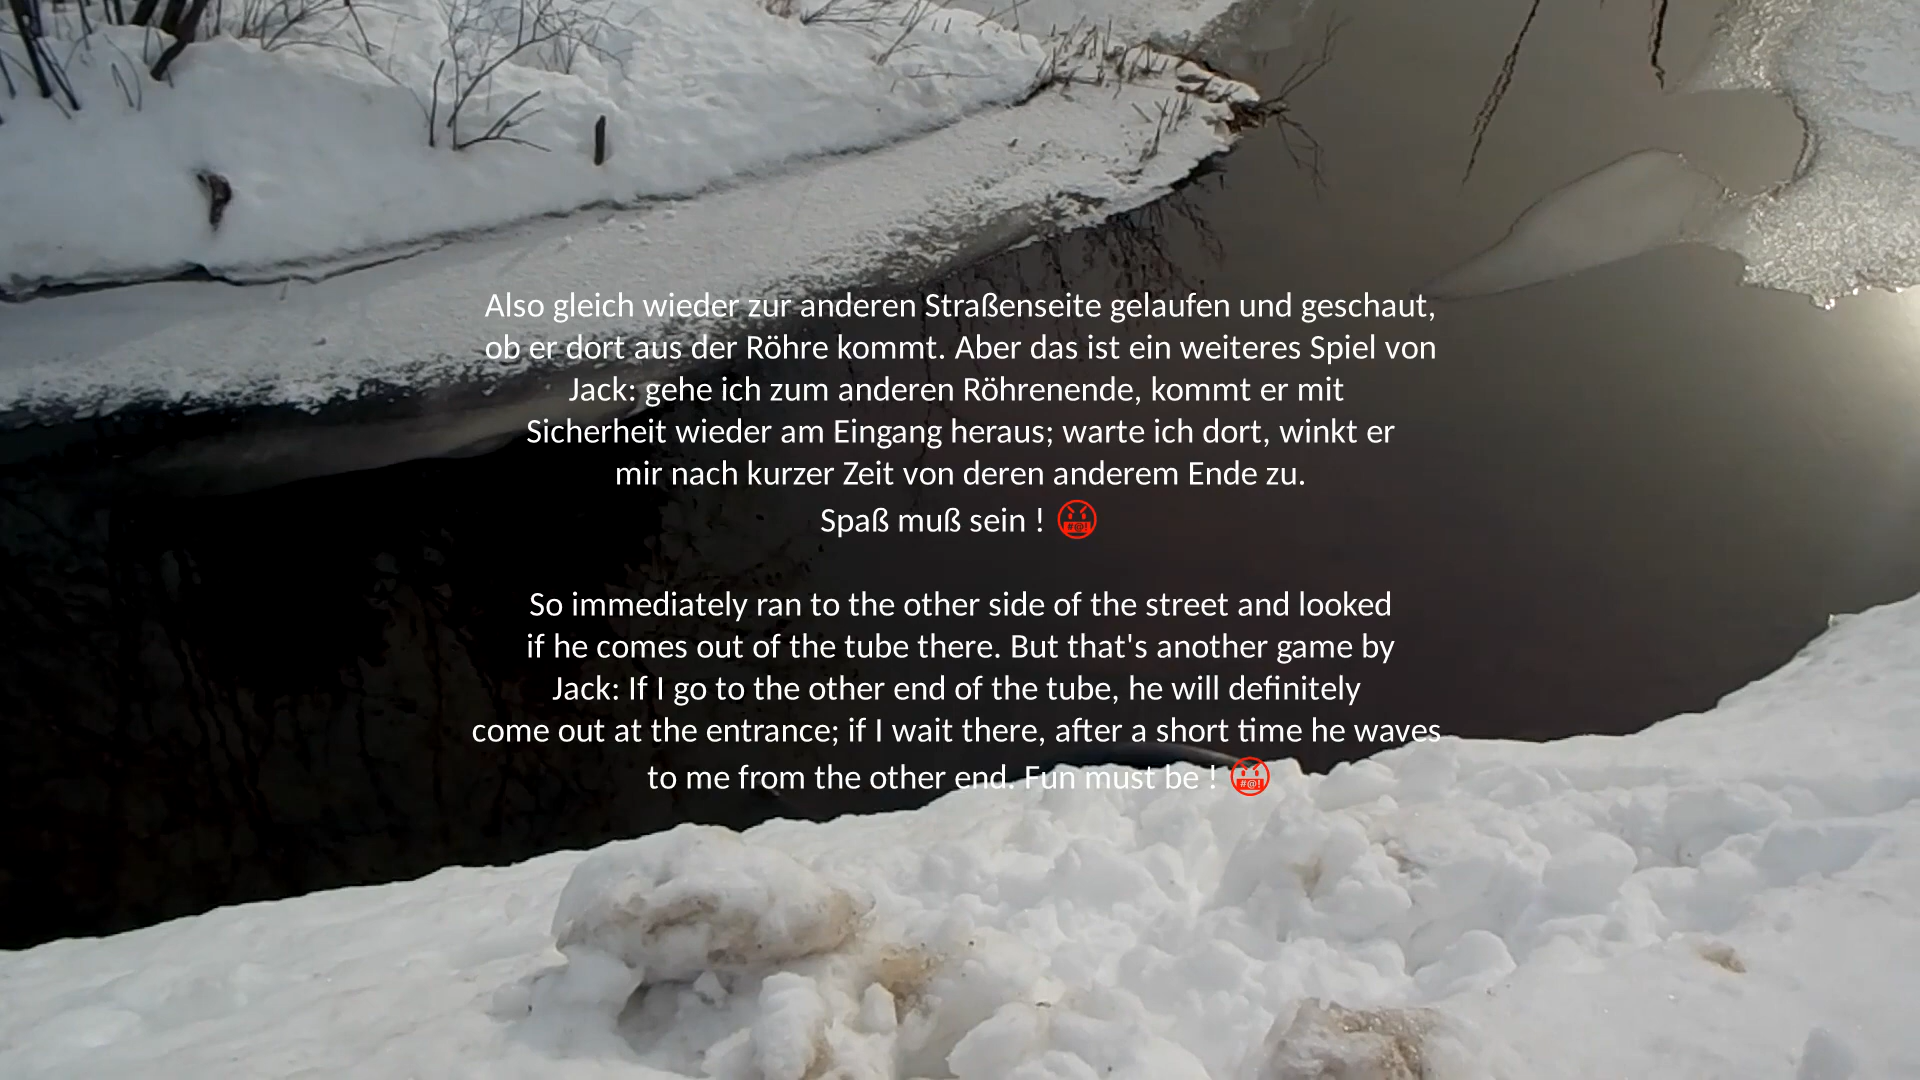 Also gleich wieder zur anderen Straßenseite gelaufen und geschaut,
ob er dort aus der Röhre kommt. Aber das ist ein weiteres Spiel von
Jack: gehe ich zum anderen Röhrenende, kommt er mit
Sicherheit wieder am Eingang heraus; warte ich dort, winkt er
mir nach kurzer Zeit von deren anderem Ende zu.
Spaß muß sein ! 🤬
So immediately ran to the other side of the street and looked
if he comes out of the tube there. But that's another game by
Jack: If I go to the other end of the tube, he will definitely
come out at the entrance; if I wait there, after a short time he waves
to me from the other end. Fun must be ! 🤬